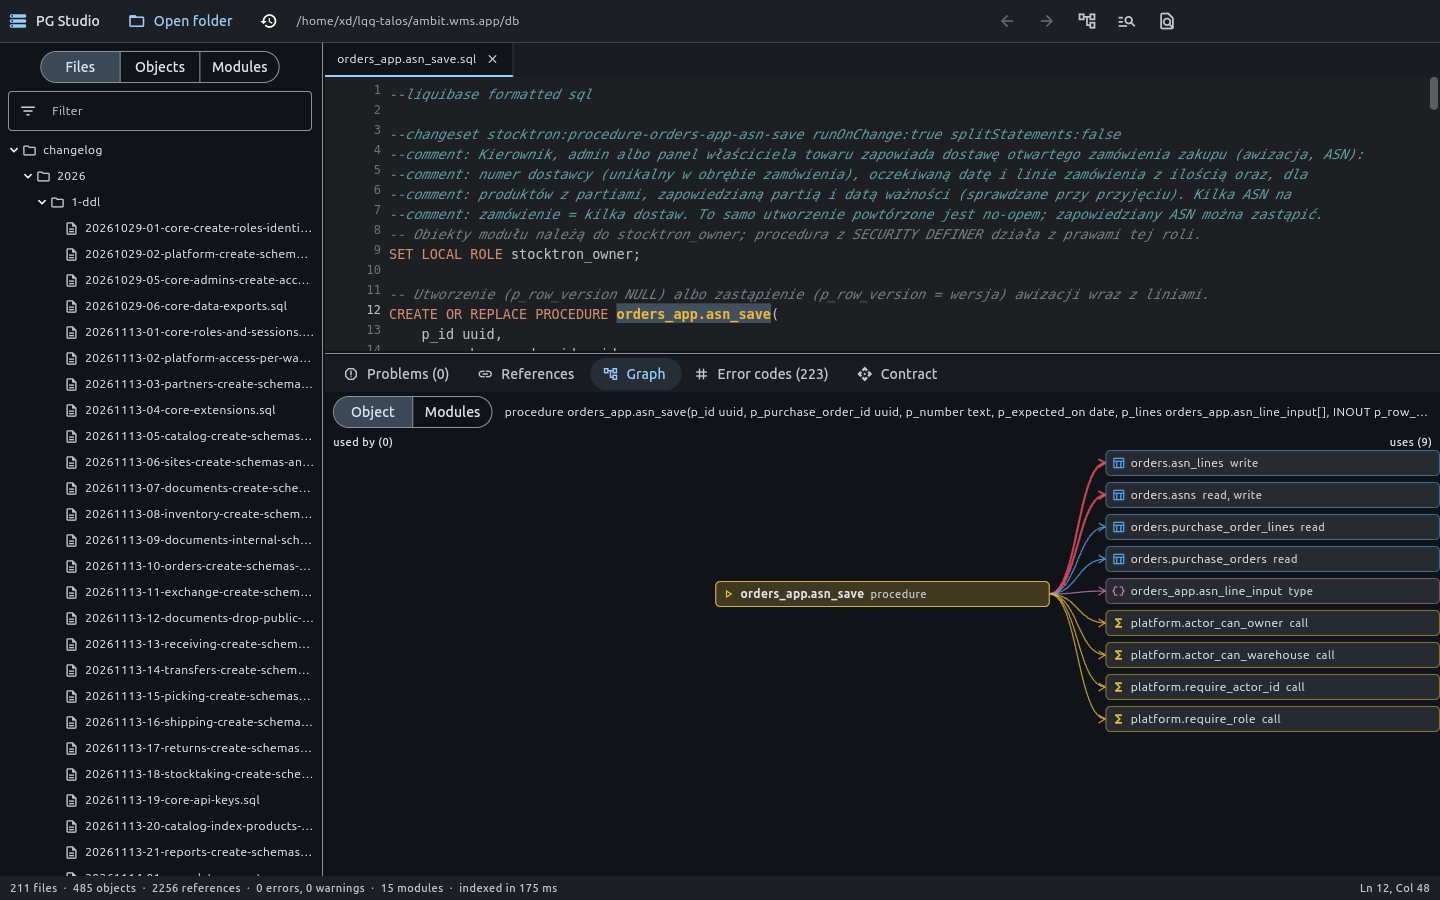 PG Studio
Open folder
/home/xd/lqq-talos/ambit.wms.app/db
Files
Objects
Modules
Filter
changelog
2026
1-ddl
20261029-01-core-create-roles-identi...
20261029-02-platform-create-schem...
20261029-05-core-admins-create-acc...
20261029-06-core-data-exports.sql
20261113-01-core-roles-and-sessions....
20261113-02-platform-access-per-wa...
20261113-03-partners-create-schema...
20261113-04-core-extensions.sql
20261113-05-catalog-create-schemas...
20261113-06-sites-create-schemas-an...
20261113-07-documents-create-sche...
20261113-08-inventory-create-schem...
20261113-09-documents-internal-sch...
20261113-10-orders-create-schemas-...
20261113-11-exchange-create-schem...
20261113-12-documents-drop-public-...
20261113-13-receiving-create-schem...
20261113-14-transfers-create-schem...
20261113-15-picking-create-schemas...
20261113-16-shipping-create-schema...
20261113-17-returns-create-schemas...
20261113-18-stocktaking-create-sche...
20261113-19-core-api-keys.sql
20261113-20-catalog-index-products-...
20261113-21-reports-create-schemas...
orders_app.asn_save.sql
1 --liquibase formatted sql
2
3 --changeset stocktron:procedure-orders-app-asn-save runOnChange:true splitStatements:false
4 --comment: Kierownik, admin albo panel właściciela towaru zapowiada dostawę otwartego zamówienia zakupu (awizacja, ASN):
5 --comment: numer dostawcy (unikalny w obrębie zamówienia), oczekiwaną datę i linie zamówienia z ilością oraz, dla
6 --comment: produktów z partiami, zapowiedzianą partią i datą ważności (sprawdzane przy przyjęciu). Kilka ASN na
7 --comment: zamówienie = kilka dostaw. To samo utworzenie powtórzone jest no-opem; zapowiedziany ASN można zastąpić.
8 -- Obiekty modułu należą do stocktron_owner; procedura z SECURITY DEFINER działa z prawami tej roli.
9 SET LOCAL ROLE stocktron_owner;
10
11 -- Utworzenie (p_row_version NULL) albo zastąpienie (p_row_version = wersja) awizacji wraz z liniami.
12 CREATE OR REPLACE PROCEDURE orders_app.asn_save(
13 p_id uuid,
14
Problems (0)
References
Graph
Error codes (223)
Contract
Object
Modules
procedure orders_app.asn_save(p_id uuid, p_purchase_order_id uuid, p_number text, p_expected_on date, p_lines orders_app.asn_line_input[], INOUT p_row_...
used by (0)
uses (9)
orders_app.asn_save procedure
orders.asn_lines write
orders.asns read, write
orders.purchase_order_lines read
orders.purchase_orders read
orders_app.asn_line_input type
platform.actor_can_owner call
platform.actor_can_warehouse call
platform.require_actor_id call
platform.require_role call
211 files · 485 objects · 2256 references · 0 errors, 0 warnings · 15 modules · indexed in 175 ms
Ln 12, Col 48